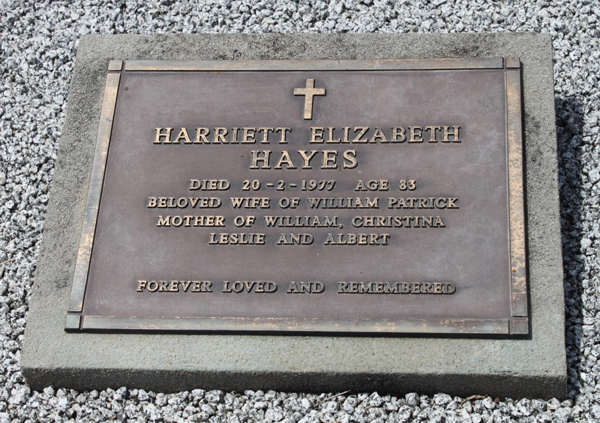 HARRIETT ELIZABETH
HAYES
DIED 20-2-1977 AGE 83
BELOVED WIFE OF WILLIAM PATRICK
MOTHER OF WILLIAM, CHRISTINA
LESLIE AND ALBERT
FOREVER LOVED AND REMEMBERED